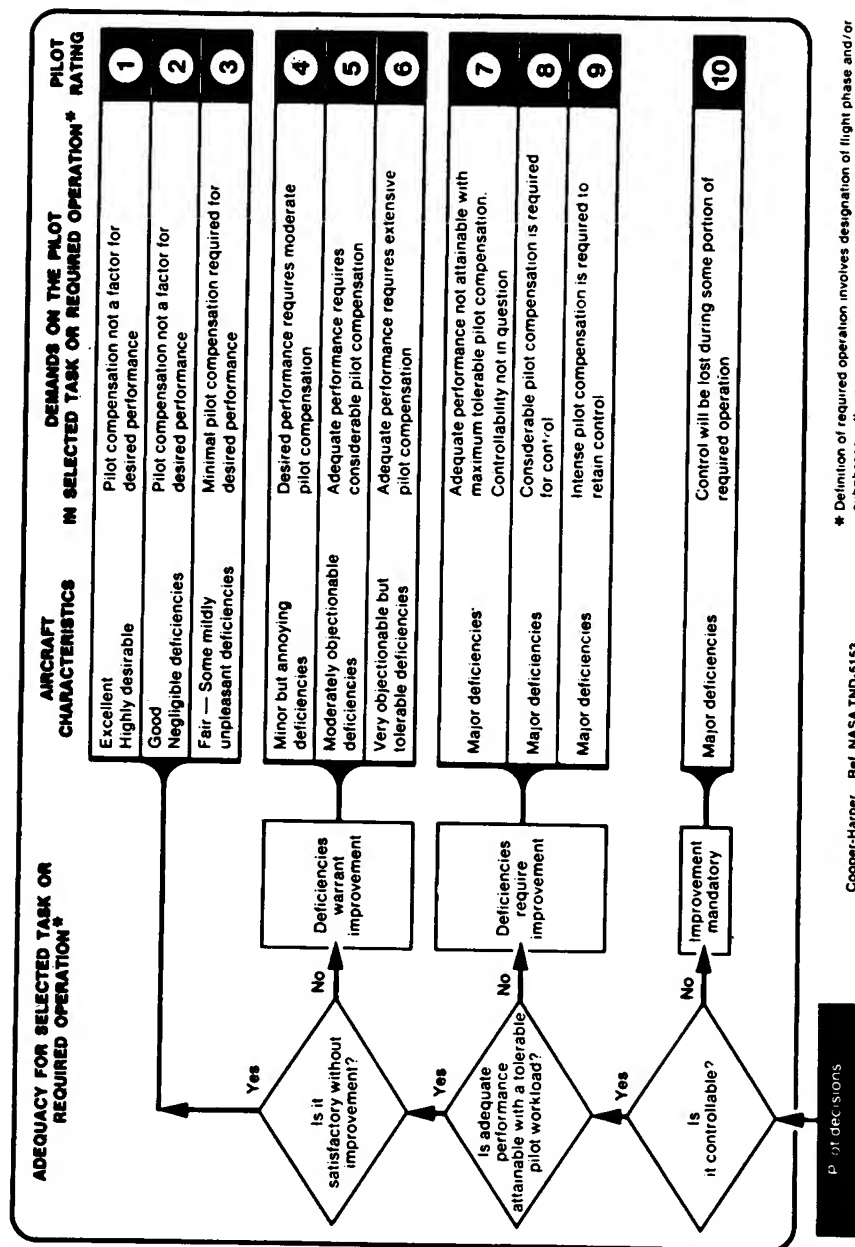 ADEQUACY FOR SELECTED TASK OR
REQUIRED OPERATION*
AIRCRAFT
CHARACTERISTICS
DEMANDS ON THE PILOT
IN SELECTED TASK OR REQUIRED OPERATION*
PILOT
RATING
Excellent
Highly desirable
Pilot compensation not a factor for
desired performance
1
Good
Negligible deficiencies
Pilot compensation not a factor for
desired performance
2
Fair — Some mildly
unpleasant deficiencies
Minimal pilot compensation required for
desired performance
3
Yes
Is it
satisfactory without
improvement?
No
Deficiencies
warrant
improvement
Minor but annoying
deficiencies
Desired performance requires moderate
pilot compensation
4
Moderately objectionable
deficiencies
Adequate performance requires
considerable pilot compensation
5
Very objectionable but
tolerable deficiencies
Adequate performance requires extensive
pilot compensation
6
Yes
Is adequate
performance
attainable with a tolerable
pilot workload?
No
Deficiencies
require
improvement
Major deficiencies
Adequate performance not attainable with
maximum tolerable pilot compensation.
Controllability not in question
7
Major deficiencies
Considerable pilot compensation is required
for control
8
Major deficiencies
Intense pilot compensation is required to
retain control
9
Yes
Is
it controllable?
No
Improvement
mandatory
Major deficiencies
Control will be lost during some portion of
required operation
10
Pilot decisions
Cooper-Harper Ref NASA TND-5153
* Definition of required operation involves designation of flight phase and/or